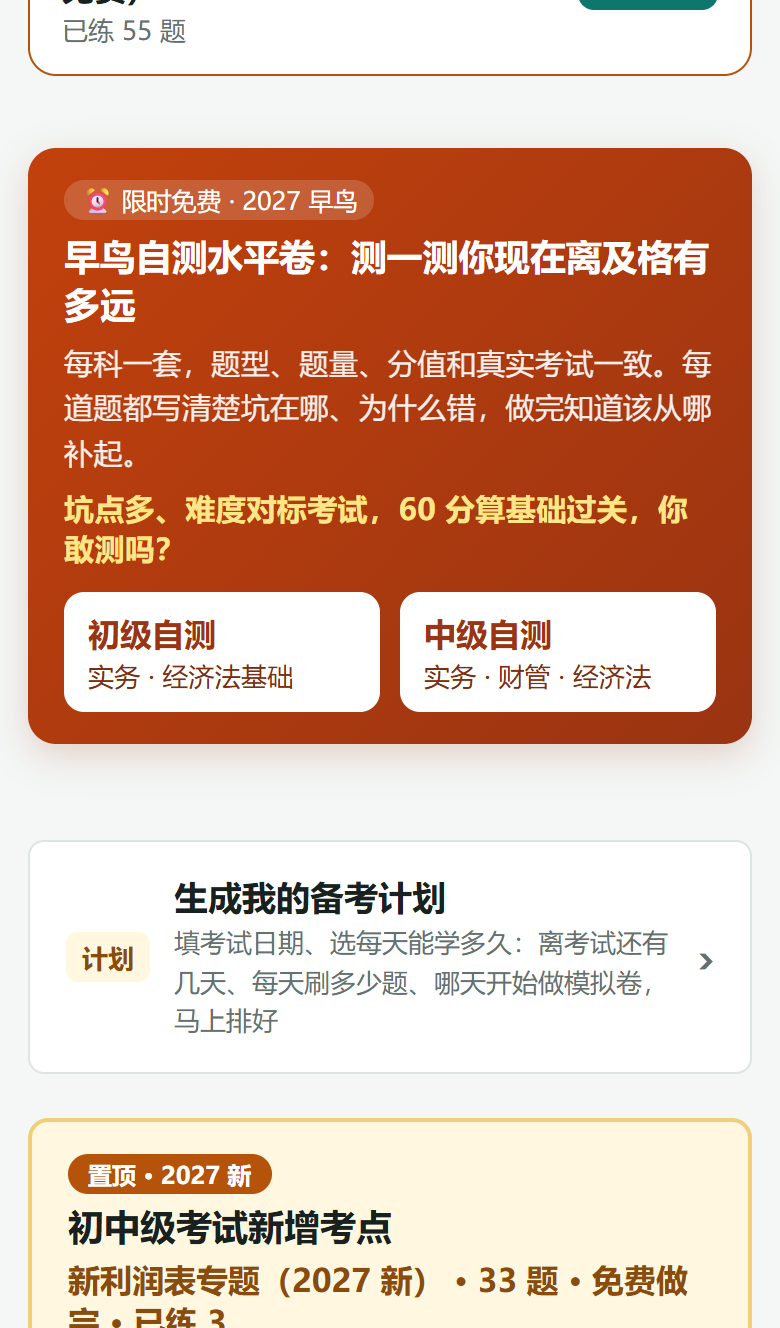 已练 55 题
限时免费 · 2027 早鸟
早鸟自测水平卷：测一测你现在离及格有
多远
每科一套，题型、题量、分值和真实考试一致。每
道题都写清楚坑在哪、为什么错，做完知道该从哪
补起。
坑点多、难度对标考试，60 分算基础过关，你
敢测吗？
初级自测
实务 · 经济法基础
中级自测
实务 · 财管 · 经济法
生成我的备考计划
计划
填考试日期、选每天能学多久：离考试还有
几天、每天刷多少题、哪天开始做模拟卷，
马上排好
置顶 • 2027 新
初中级考试新增考点
新利润表专题（2027 新） • 33 题 • 免费做
完 • 已练 3